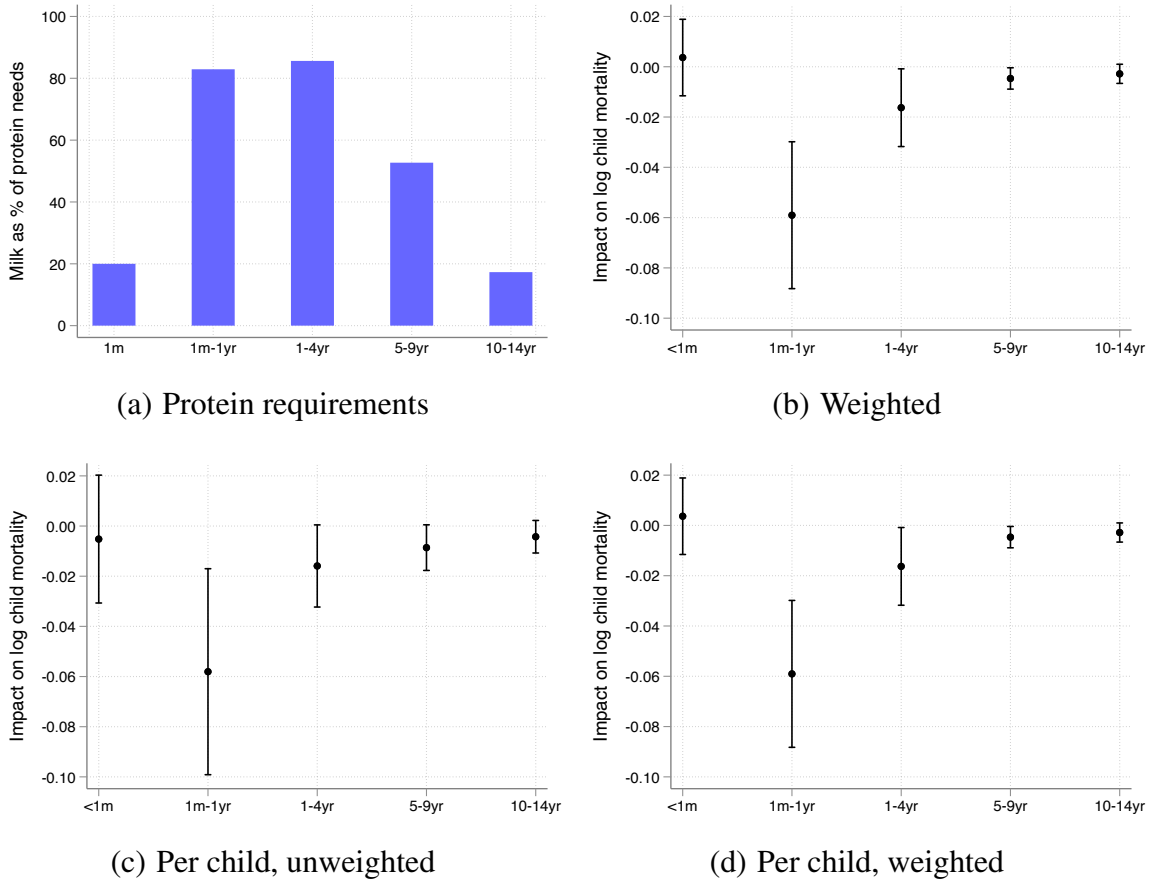 Milk as % of protein needs
100
80
60
40
20
0
1m 1m-1yr 1-4yr 5-9yr 10-14yr
(a) Protein requirements
Impact on log child mortality
0.02
0.00
-0.02
-0.04
-0.06
-0.08
-0.10
<1m 1m-1yr 1-4yr 5-9yr 10-14yr
(b) Weighted
Impact on log child mortality
0.02
0.00
-0.02
-0.04
-0.06
-0.08
-0.10
<1m 1m-1yr 1-4yr 5-9yr 10-14yr
(c) Per child, unweighted
Impact on log child mortality
0.02
0.00
-0.02
-0.04
-0.06
-0.08
-0.10
<1m 1m-1yr 1-4yr 5-9yr 10-14yr
(d) Per child, weighted